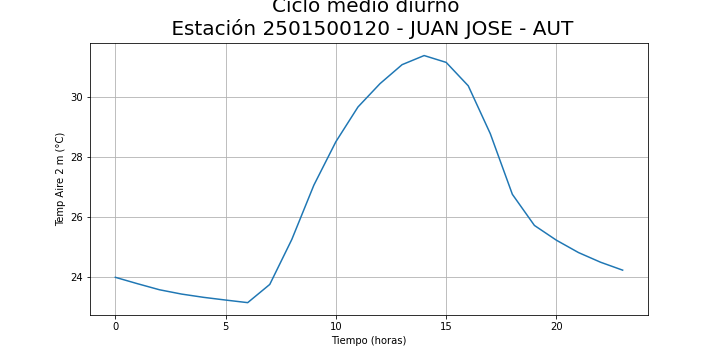 Ciclo medio diurno
Estación 2501500120 - JUAN JOSE - AUT
Temp Aire 2 m (°C)
30
28
26
24
0 5 10 15 20
Tiempo (horas)